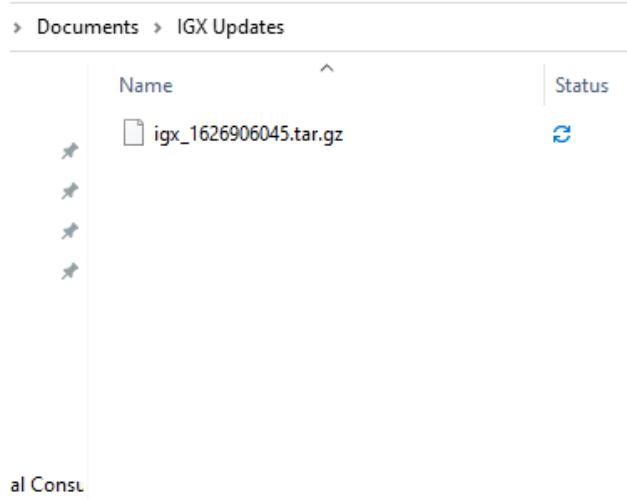 Documents > IGX Updates
Name Status
igx_1626906045.tar.gz
al Consu